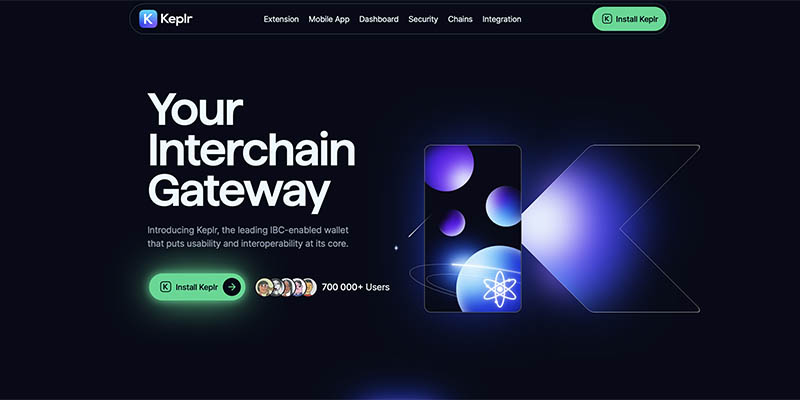 Keplr
Extension Mobile App Dashboard Security Chains Integration
Install Keplr
Your
Interchain
Gateway
Introducing Keplr, the leading IBC-enabled wallet
that puts usability and interoperability at its core.
Install Keplr
700 000+ Users